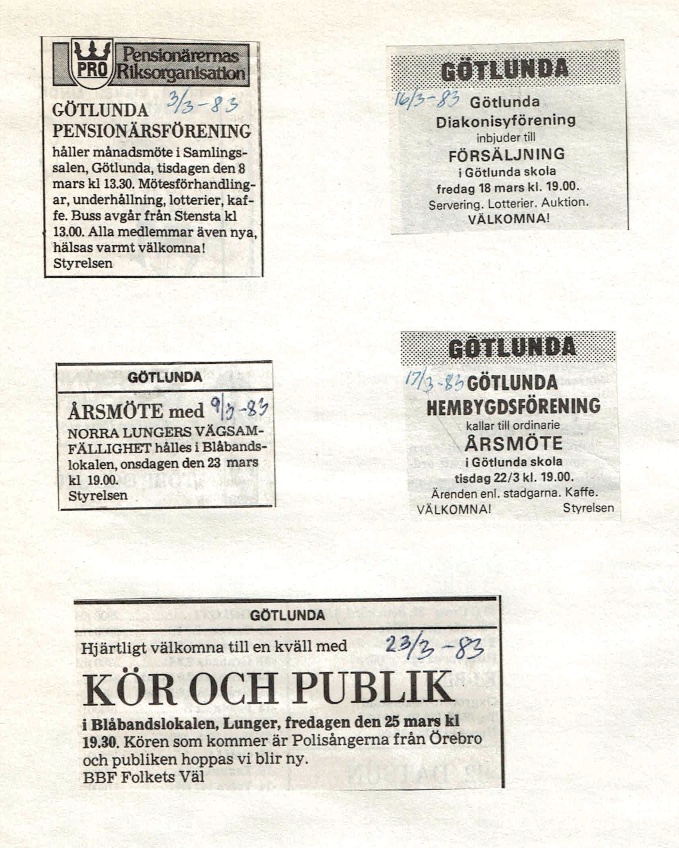 PRO
Pensionärernas
Riksorganisation
3/3-83
GÖTLUNDA
PENSIONÄRSFÖRENING
håller månadsmöte i Samlings-
salen, Götlunda, tisdagen den 8
mars kl 13.30. Mötesförhandling-
ar, underhållning, lotterier, kaf-
fe. Buss avgår från Stensta kl
13.00. Alla medlemmar även nya,
hälsas varmt välkomna!
Styrelsen
GÖTLUNDA
16/3-83 Götlunda
Diakonisyförening
inbjuder till
FÖRSÄLJNING
i Götlunda skola
fredag 18 mars kl. 19.00.
Servering. Lotterier. Auktion.
VÄLKOMNA!
GÖTLUNDA
ÅRSMÖTE med 9/3-83
NORRA LUNGERS VÄGSAM-
FÄLLIGHET hålles i Blåbands-
lokalen, onsdagen den 23 mars
kl 19.00.
Styrelsen
GÖTLUNDA
17/3-83 GÖTLUNDA
HEMBYGDSFÖRENING
kallar till ordinarie
ÅRSMÖTE
i Götlunda skola
tisdag 22/3 kl. 19.00.
Ärenden enl. stadgarna. Kaffe.
VÄLKOMNA! Styrelsen
GÖTLUNDA
Hjärtligt välkomna till en kväll med 23/3-83
KÖR OCH PUBLIK
i Blåbandslokalen, Lunger, fredagen den 25 mars kl
19.30. Kören som kommer är Polisångerna från Örebro
och publiken hoppas vi blir ny.
BBF Folkets Väl